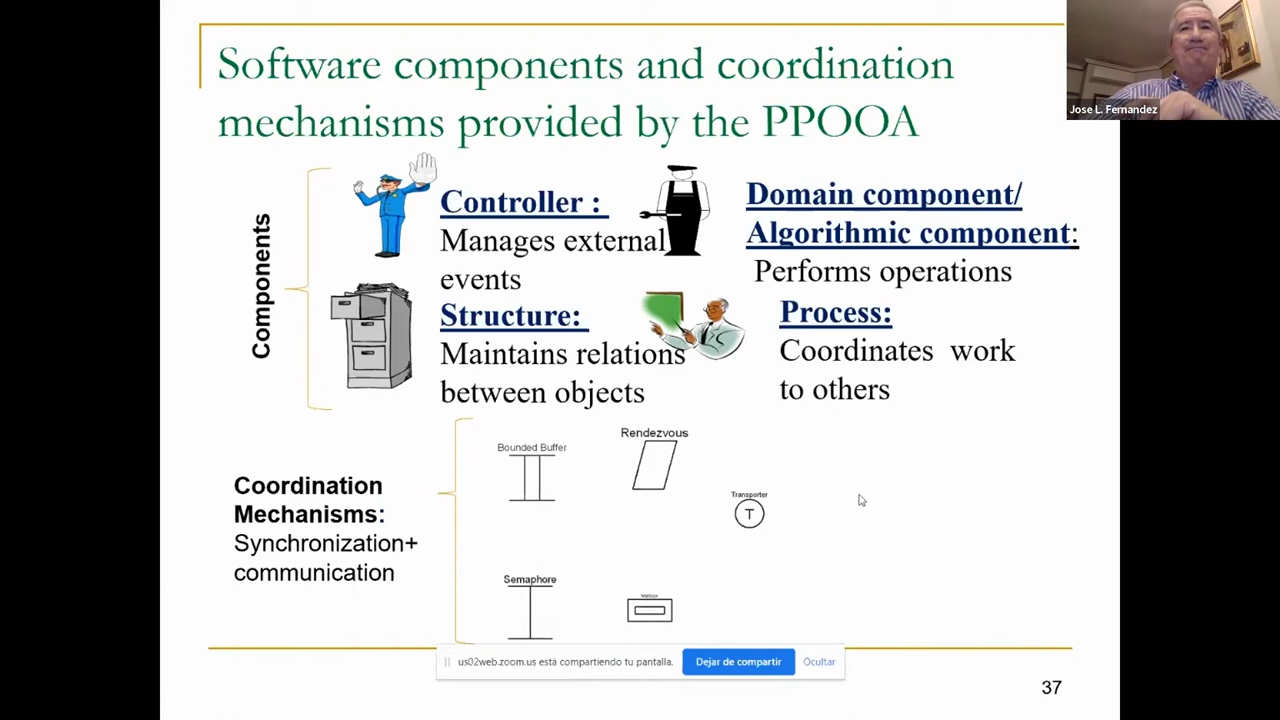 Software components and coordination
mechanisms provided by the PPOOA
Jose L. Fernandez
Components
Controller :
Manages external
events
Domain component/
Algorithmic component:
Performs operations
Structure:
Maintains relations
between objects
Process:
Coordinates work
to others
Coordination
Mechanisms:
Synchronization+
communication
Bounded Buffer
Rendezvous
Transporter
T
Semaphore
Mailbox
us02web.zoom.us está compartiendo tu pantalla.
Dejar de compartir
Ocultar
37